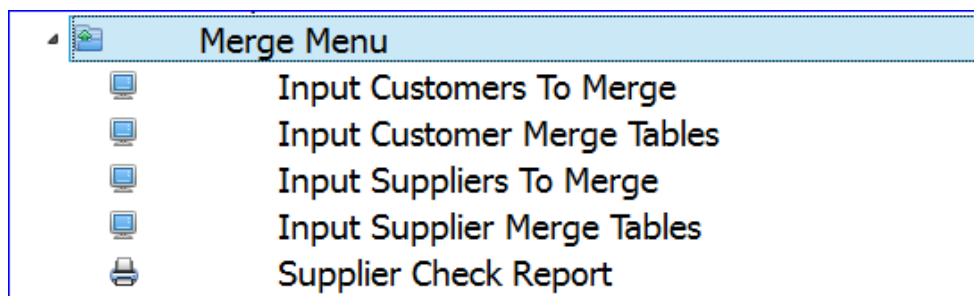 Merge Menu
Input Customers To Merge
Input Customer Merge Tables
Input Suppliers To Merge
Input Supplier Merge Tables
Supplier Check Report